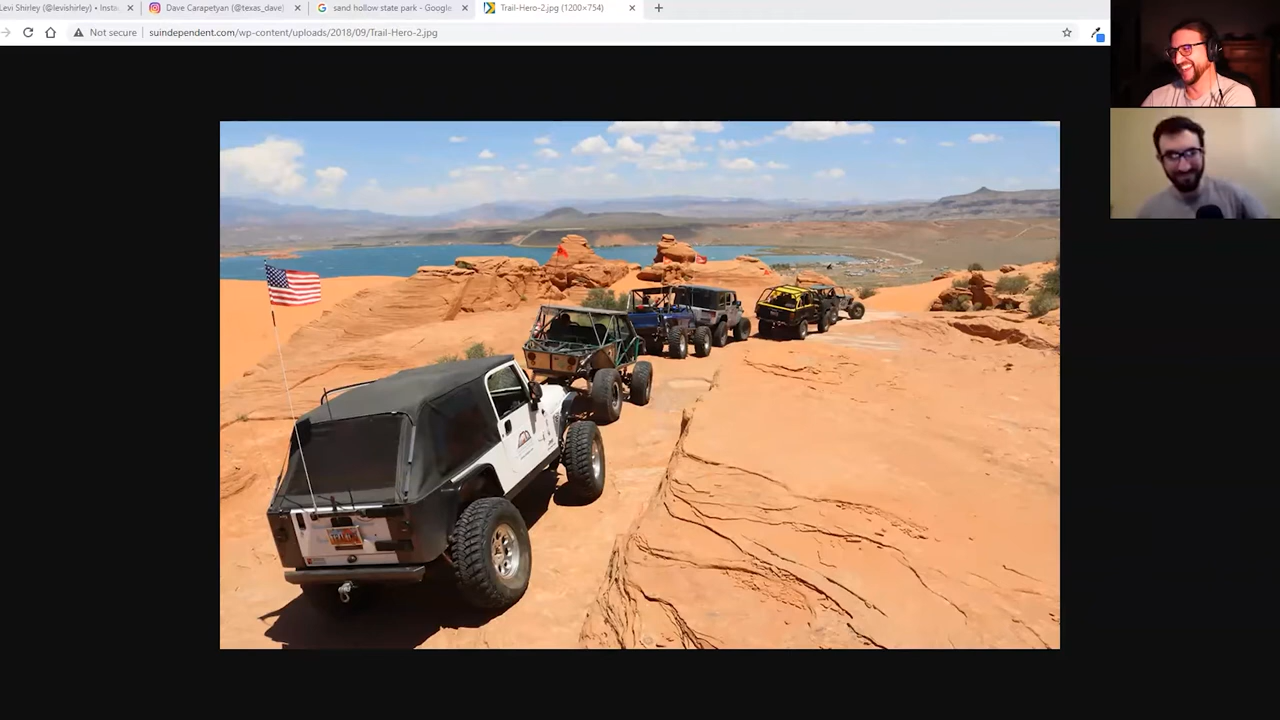 Levi Shirley (@levishirley) • Insta
Dave Carapetyan (@texas_dave)
sand hollow state park - Google
Trail-Hero-2.jpg (1200×754)
Not secure
suindependent.com/wp-content/uploads/2018/09/Trail-Hero-2.jpg